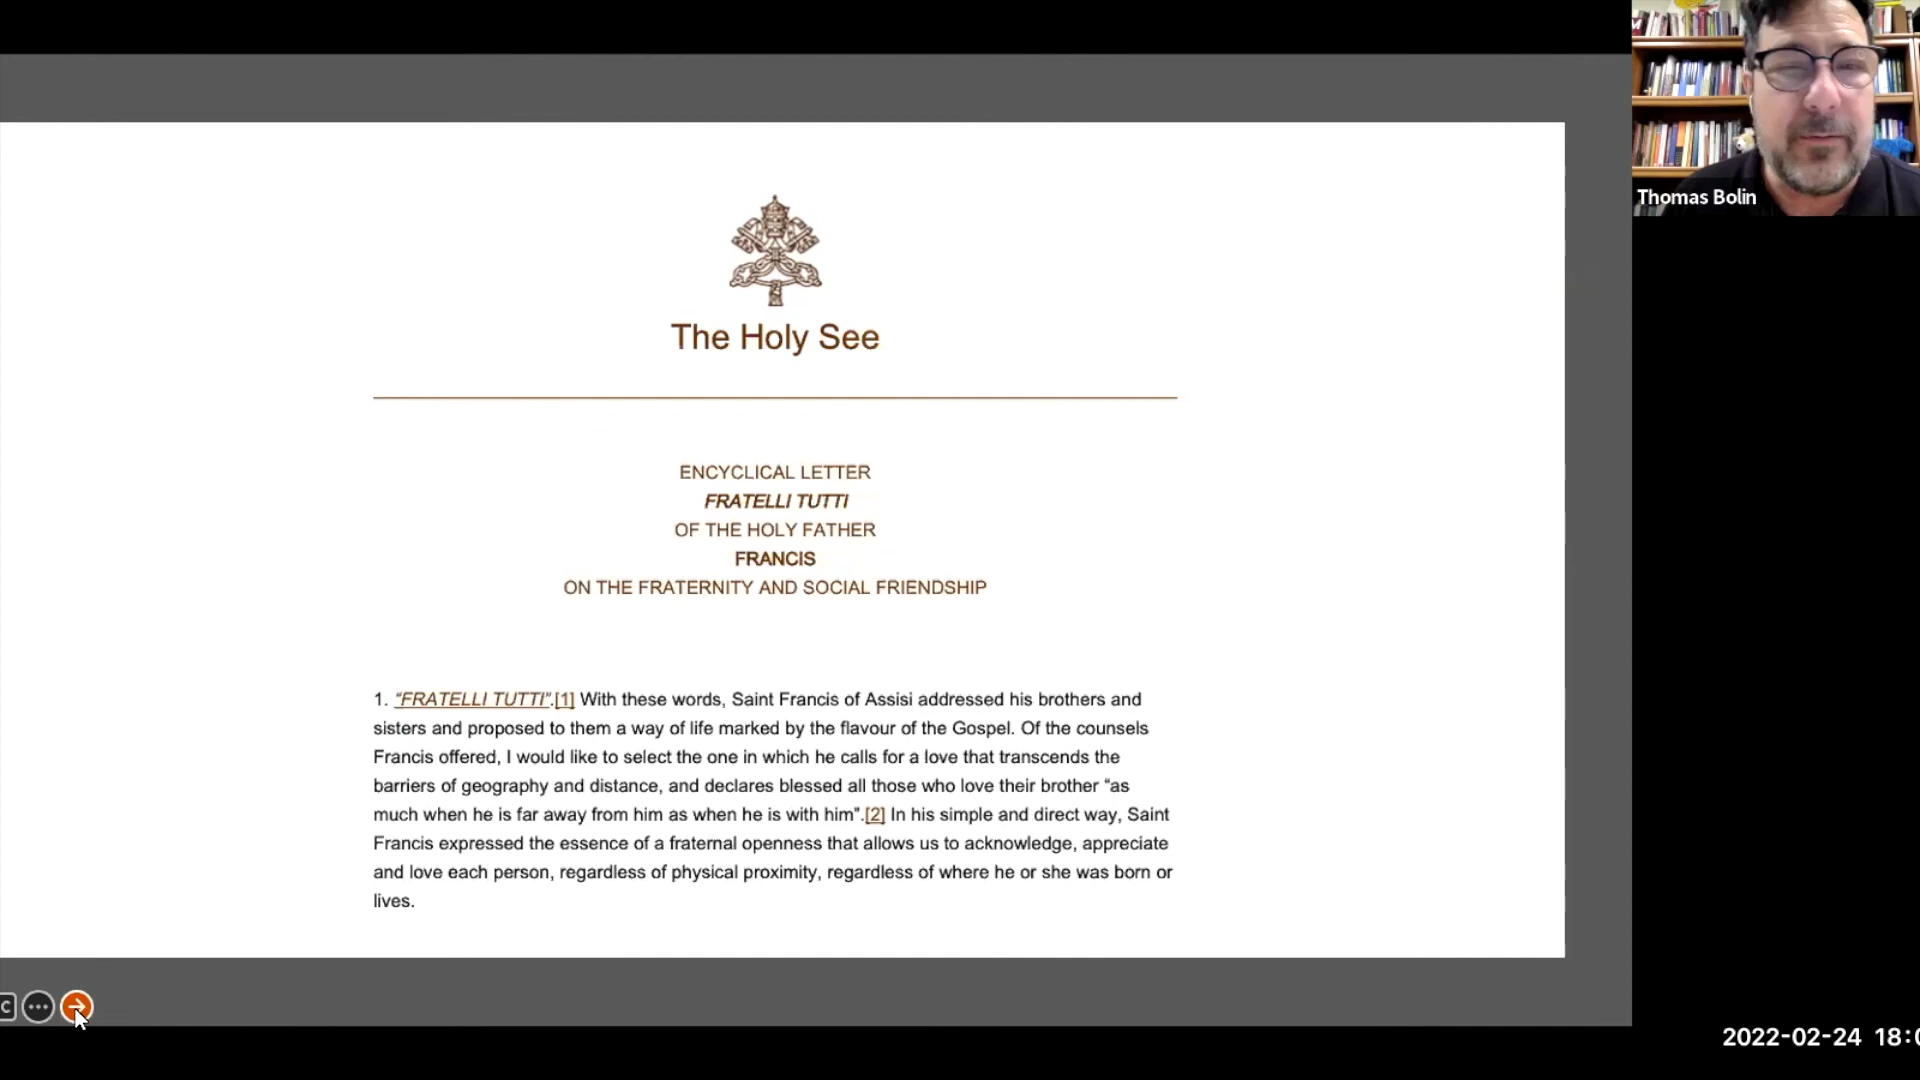 The Holy See
ENCYCLICAL LETTER
FRATELLI TUTTI
OF THE HOLY FATHER
FRANCIS
ON THE FRATERNITY AND SOCIAL FRIENDSHIP
1. “FRATELLI TUTTI”.[1] With these words, Saint Francis of Assisi addressed his brothers and
sisters and proposed to them a way of life marked by the flavour of the Gospel. Of the counsels
Francis offered, I would like to select the one in which he calls for a love that transcends the
barriers of geography and distance, and declares blessed all those who love their brother “as
much when he is far away from him as when he is with him”.[2] In his simple and direct way, Saint
Francis expressed the essence of a fraternal openness that allows us to acknowledge, appreciate
and love each person, regardless of physical proximity, regardless of where he or she was born or
lives.
Thomas Bolin
C
2022-02-24 18:0